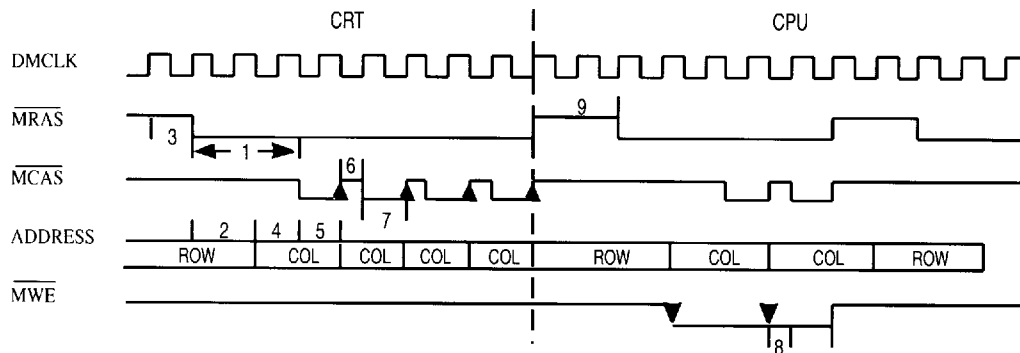 CRT CPU
DMCLK
MRAS 3 1 9
MCAS 6 7
ADDRESS 2 4 5
ROW COL COL COL COL ROW COL COL ROW
MWE 8